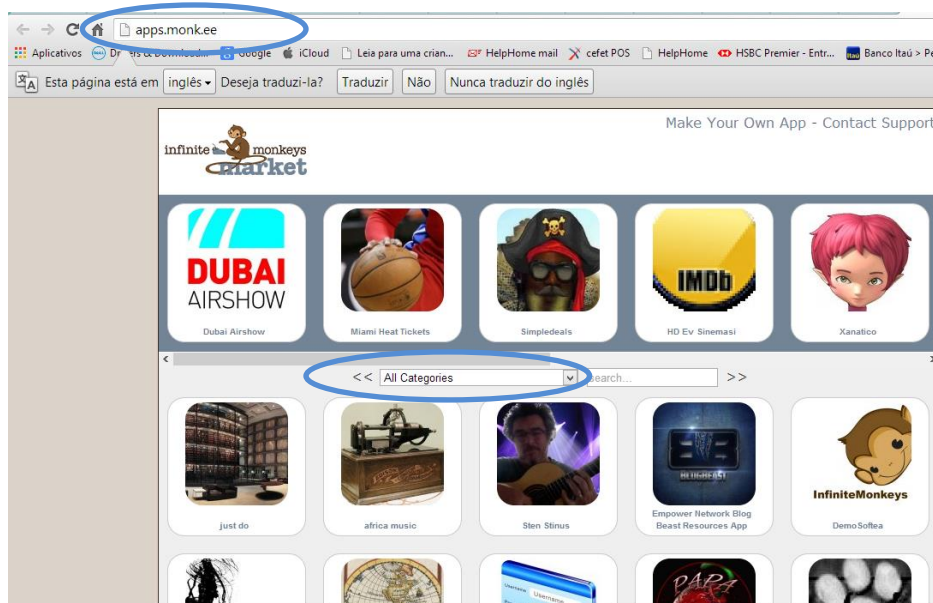 apps.monk.ee
Aplicativos Google iCloud Leia para uma crian... HelpHome mail cefet POS HelpHome HSBC Premier - Entr... Banco Itaú > Pe
Esta página está em inglês Deseja traduzi-la? Traduzir Não Nunca traduzir do inglês
Make Your Own App - Contact Support
infinite monkeys
market
DUBAI
AIRSHOW
IMDb
Dubai Airshow Miami Heat Tickets Simpledeals HD Ev Sinemasi Xanatico
<< All Categories search... >>
InfiniteMonkeys
just do africa music Sten Stinus Empower Network Blog
Beast Resources App DemoSoftea
Username Username
PAPA